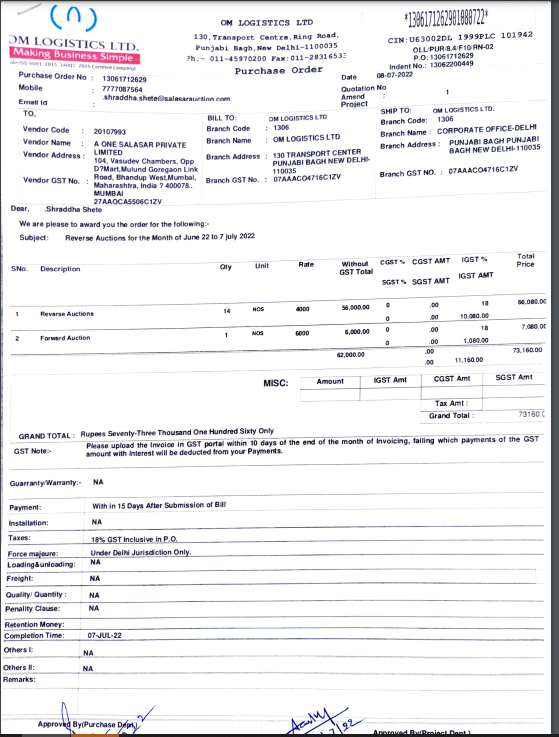 (n)
OM LOGISTICS LTD
*1306171262981088722*
130,Transport Centre,Ring Road,
Punjabi Bagh,New Delhi-1100035
Ph:- 011-45970200 Fax:011-2831653
CIN:U63002DL 1999PLC 101942
OLL/PUR/8.4/F10/RN-02
P.O:13061712629
Indent No.:13062200449
OM LOGISTICS LTD.
Making Business Simple
Purchase Order
Purchase Order No : 13061712629
Date 08-07-2022
Mobile : 7777087564
Quotation No
Email Id : .shraddha.shete@salasarauction.com
Amend : 1
Project
TO,
Vendor Code : 20107993
Vendor Name : A ONE SALASAR PRIVATE
LIMITED
Vendor Address : 104, Vasudev Chambers, Opp
D?Mart,Mulund Goregaon Link
Road, Bhandup West,Mumbai,
Maharashtra, India ? 400078..
MUMBAI
Vendor GST No. : 27AAOCA5506C1ZV
BILL TO: OM LOGISTICS LTD
Branch Code : 1306
Branch Name : OM LOGISTICS LTD
Branch Address : 130 TRANSPORT CENTER
PUNJABI BAGH NEW DELHI-
110035
Branch GST NO. : 07AAACO4716C1ZV
SHIP TO: OM LOGISTICS LTD.
Branch Code: 1306
Branch Name : CORPORATE OFFICE-DELHI
Branch Address : PUNJABI BAGH PUNJABI
BAGH NEW DELHI-110035
Branch GST NO. : 07AAACO4716C1ZV
Dear, .Shraddha Shete
We are please to award you the order for the following:-
Subject: Reverse Auctions for the Month of June 22 to 7 july 2022
SNo. Description Qty Unit Rate Without GST Total CGST % CGST AMT IGST % Total Price
SGST % SGST AMT IGST AMT
1 Reverse Auctions 14 NOS 4000 56,000.00 0 .00 18 66,080.00
0 .00 10,080.00
2 Forward Auction 1 NOS 6000 6,000.00 0 .00 18 7,080.00
0 .00 1,080.00
62,000.00 .00 73,160.00
.00 11,160.00
MISC: Amount IGST Amt CGST Amt SGST Amt
Tax Amt :
Grand Total : 73160.0
GRAND TOTAL : Rupees Seventy-Three Thousand One Hundred Sixty Only
GST Note:- Please upload the Invoice in GST portal within 10 days of the end of the month of Invoicing, failing which payments of the GST
amount with Interest will be deducted from your Payments.
Guarranty/Warranty:- NA
Payment: With in 15 Days After Submission of Bill
Installation: NA
Taxes: 18% GST Inclusive in P.O.
Force majeure: Under Delhi Jurisdiction Only.
Loading&unloading: NA
Freight: NA
Quality/ Quantity : NA
Penality Clause: NA
Retention Money:
Completion Time: 07-JUL-22
Others I: NA
Others II: NA
Remarks:
Approved By(Purchase Dept.)
Approved By(Project Dept.)